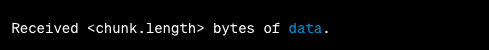 Received <chunk.length> bytes of data.